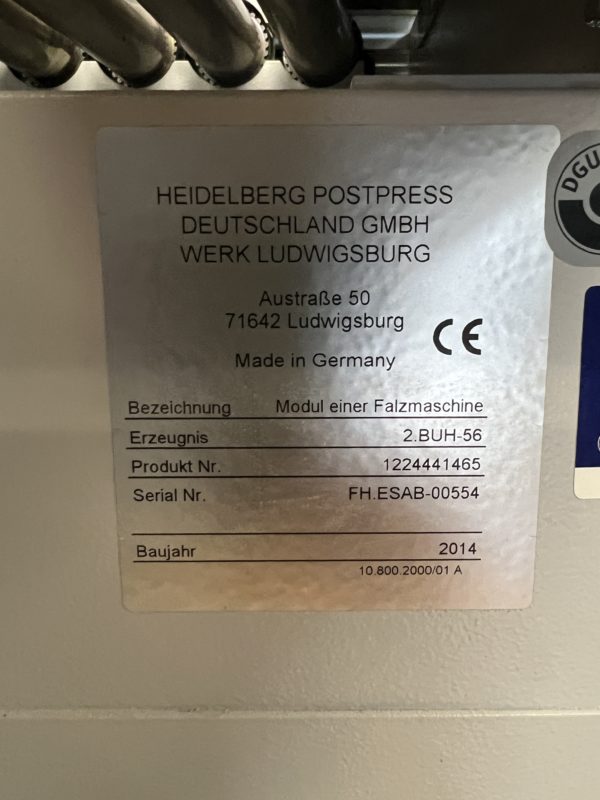 HEIDELBERG POSTPRESS
DEUTSCHLAND GMBH
WERK LUDWIGSBURG
Austraße 50
71642 Ludwigsburg
CE
Made in Germany
Bezeichnung Modul einer Falzmaschine
Erzeugnis 2.BUH-56
Produkt Nr. 1224441465
Serial Nr. FH.ESAB-00554
Baujahr 2014
10.800.2000/01 A
DGU